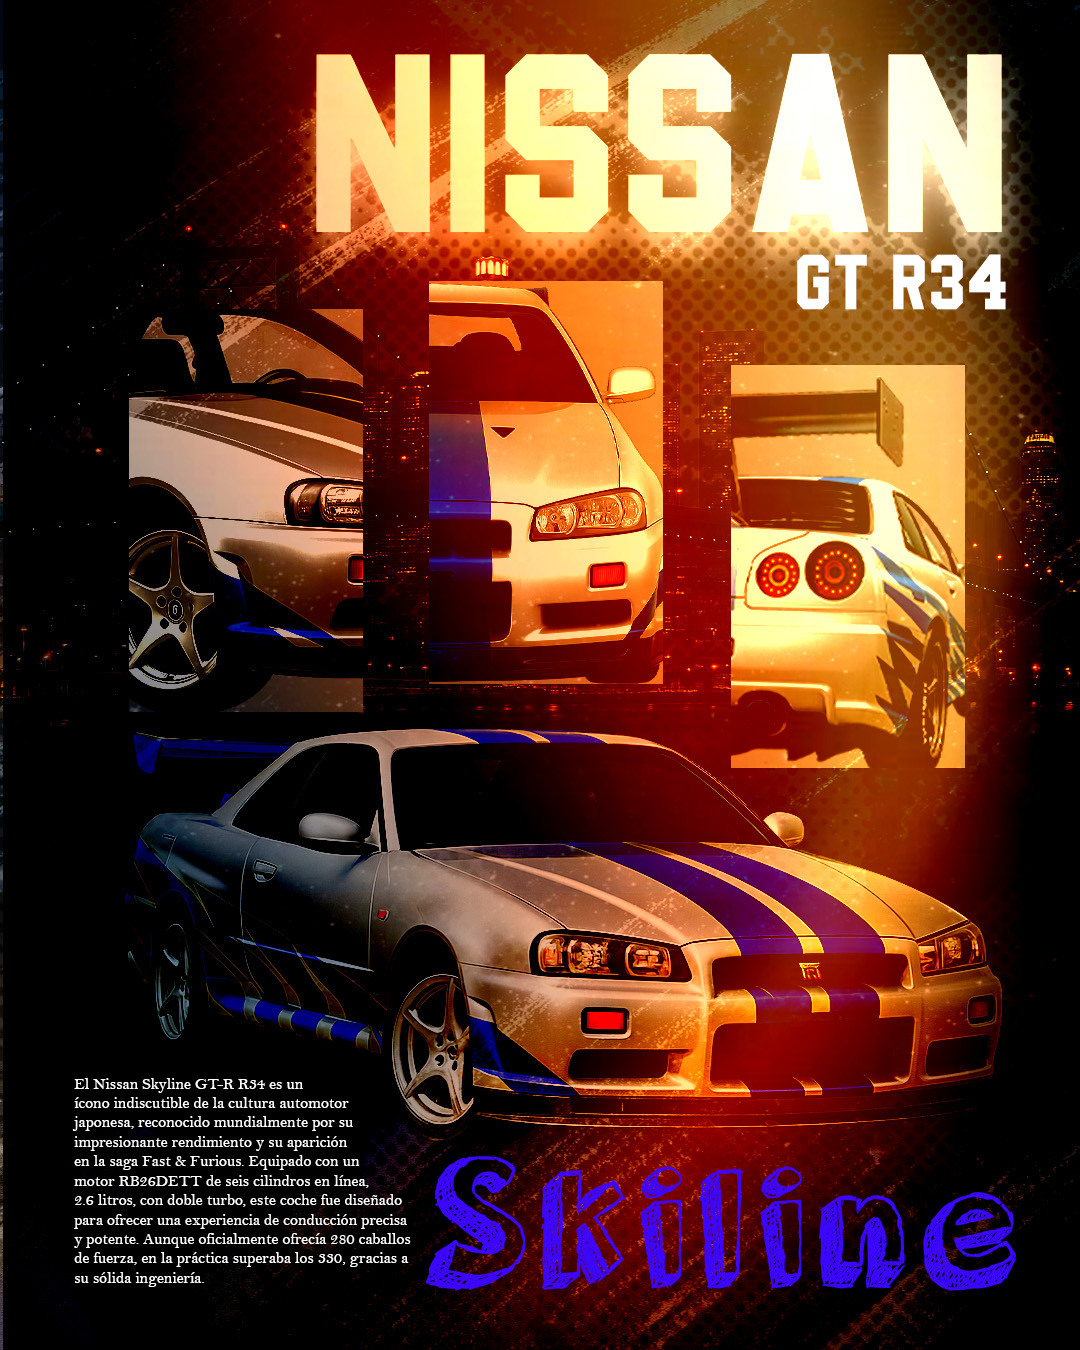 NISSAN
GT R34
El Nissan Skyline GT-R R34 es un
ícono indiscutible de la cultura automotor
japonesa, reconocido mundialmente por su
impresionante rendimiento y su aparición
en la saga Fast & Furious. Equipado con un
motor RB26DETT de seis cilindros en línea,
2.6 litros, con doble turbo, este coche fue diseñado
para ofrecer una experiencia de conducción precisa
y potente. Aunque oficialmente ofrecía 280 caballos
de fuerza, en la práctica superaba los 330, gracias a
su sólida ingeniería.
Skiline